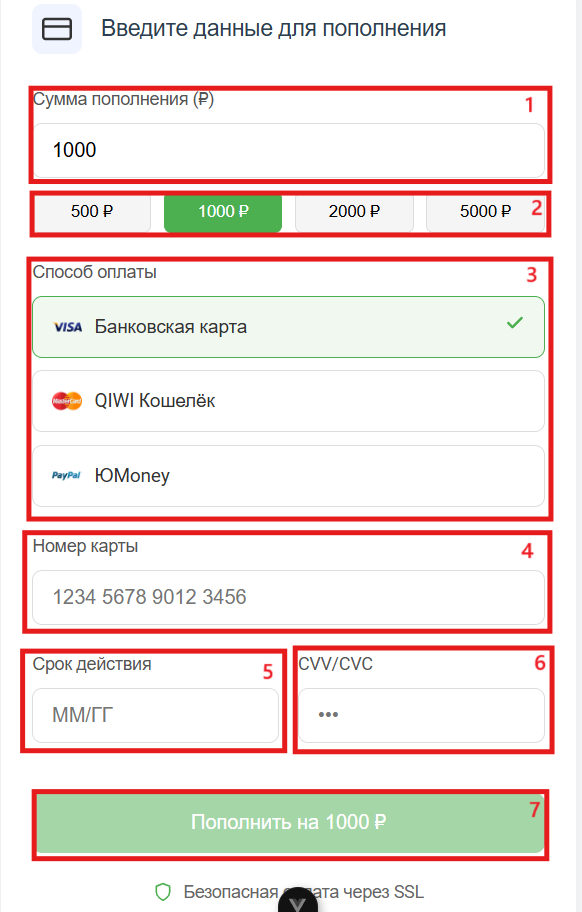 Введите данные для пополнения
Сумма пополнения (₽) 1
1000
500 ₽ 1000 ₽ 2000 ₽ 5000 ₽ 2
Способ оплаты 3
VISA Банковская карта
MasterCard QIWI Кошелёк
PayPal ЮMoney
Номер карты 4
1234 5678 9012 3456
Срок действия 5 CVV/CVC 6
ММ/ГГ •••
Пополнить на 1000 ₽ 7
Безопасная оплата через SSL